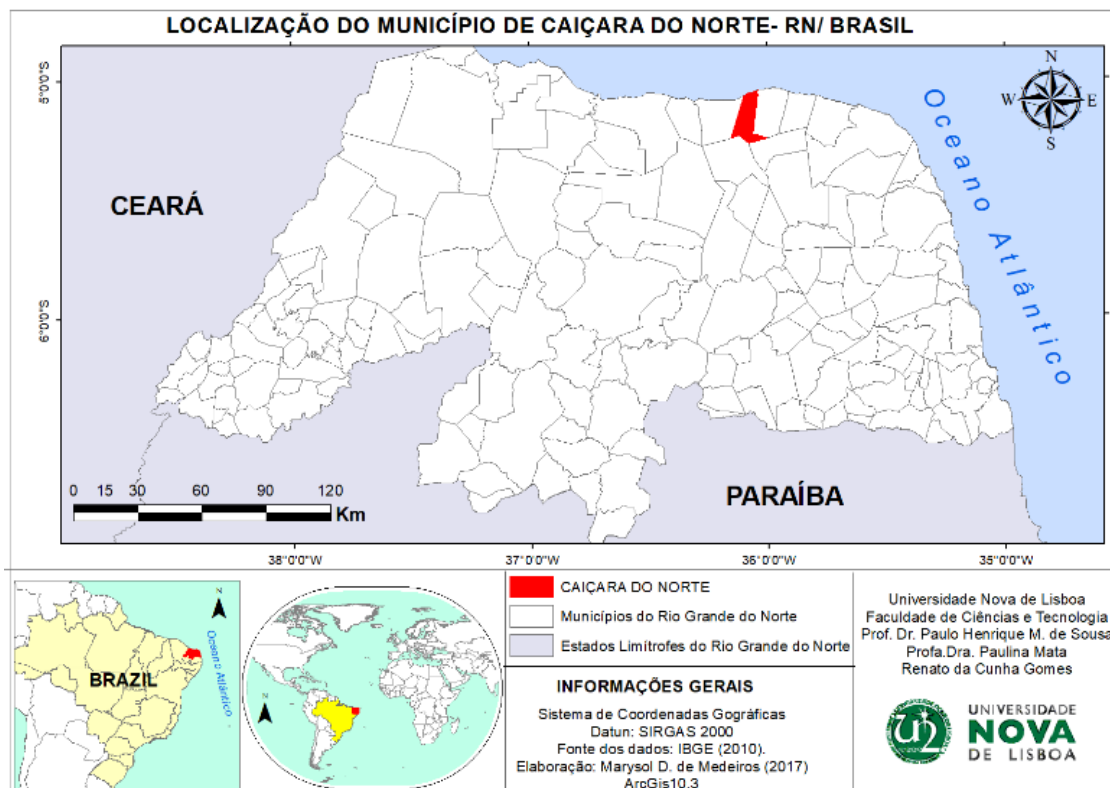 LOCALIZAÇÃO DO MUNICÍPIO DE CAIÇARA DO NORTE- RN/ BRASIL
5°0'0"S
6°0'0"S
N
W
E
S
Oceano Atlântico
CEARÁ
PARAÍBA
0 15 30 60 90 120
Km
38°0'0"W
37°0'0"W
36°0'0"W
35°0'0"W
N
Oceano Atlântico
BRAZIL
N
CAIÇARA DO NORTE
Municípios do Rio Grande do Norte
Estados Limítrofes do Rio Grande do Norte
INFORMAÇÕES GERAIS
Sistema de Coordenadas Gográficas
Datun: SIRGAS 2000
Fonte dos dados: IBGE (2010).
Elaboração: Marysol D. de Medeiros (2017)
ArcGis10.3
Universidade Nova de Lisboa
Faculdade de Ciências e Tecnologia
Prof. Dr. Paulo Henrique M. de Sousa
Profa.Dra. Paulina Mata
Renato da Cunha Gomes
UNIVERSIDADE
NOVA
DE LISBOA